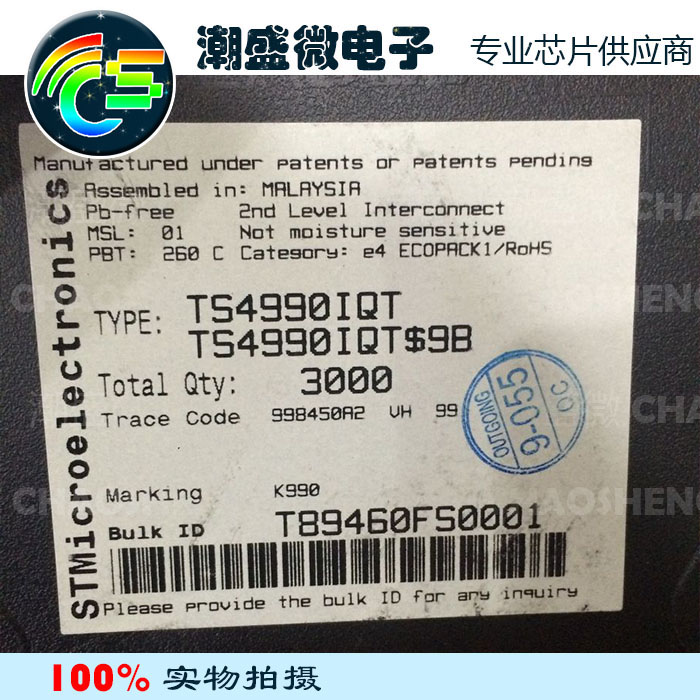 CS
潮盛微电子
专业芯片供应商
Manufactured under patents or patents pending
STMicroelectronics
Assembled in: MALAYSIA
Pb-free 2nd Level Interconnect
MSL: 01 Not moisture sensitive
PBT: 260 C Category: e4 ECOPACK1/RoHS
TYPE: TS4990IQT
TS4990IQT$9B
Total Qty: 3000
Trace Code 998450A2 VH 99
OUTGOING
9-055
QC
Marking K990
Bulk ID T89460FS0001
Please provide the bulk ID for any inquiry
100% 实物拍摄